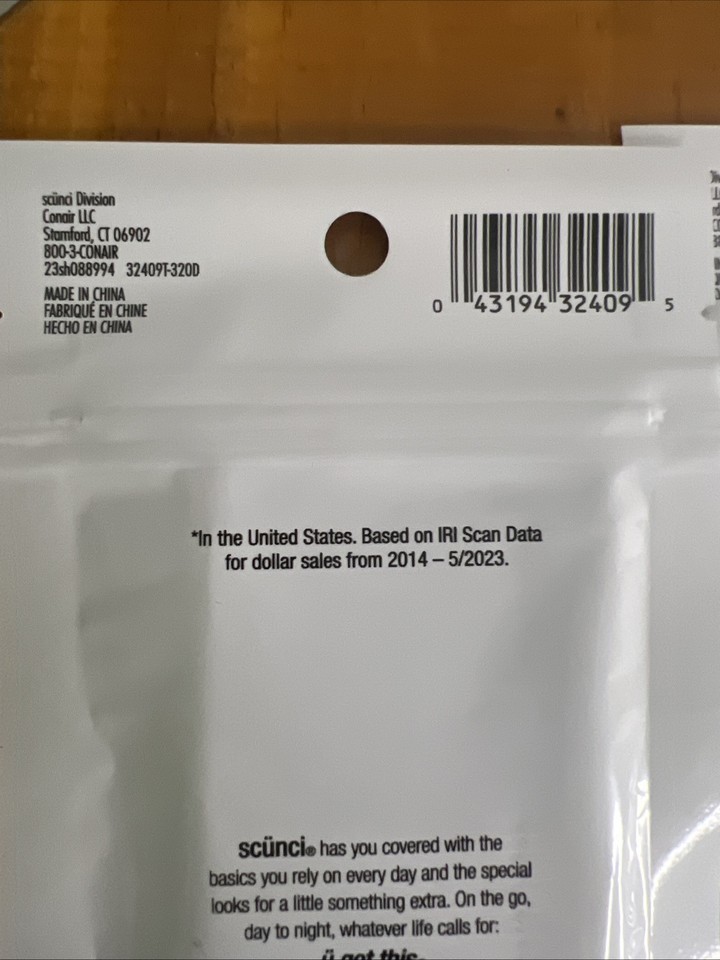 scünci Division
Conair LLC
Stamford, CT 06902
800-3-CONAIR
23sh088994 32409T-320D
MADE IN CHINA
FABRIQUÉ EN CHINE
HECHO EN CHINA
0 43194 32409 5
*In the United States. Based on IRI Scan Data
for dollar sales from 2014 – 5/2023.
scünci® has you covered with the
basics you rely on every day and the special
looks for a little something extra. On the go,
day to night, whatever life calls for:
ü got this.